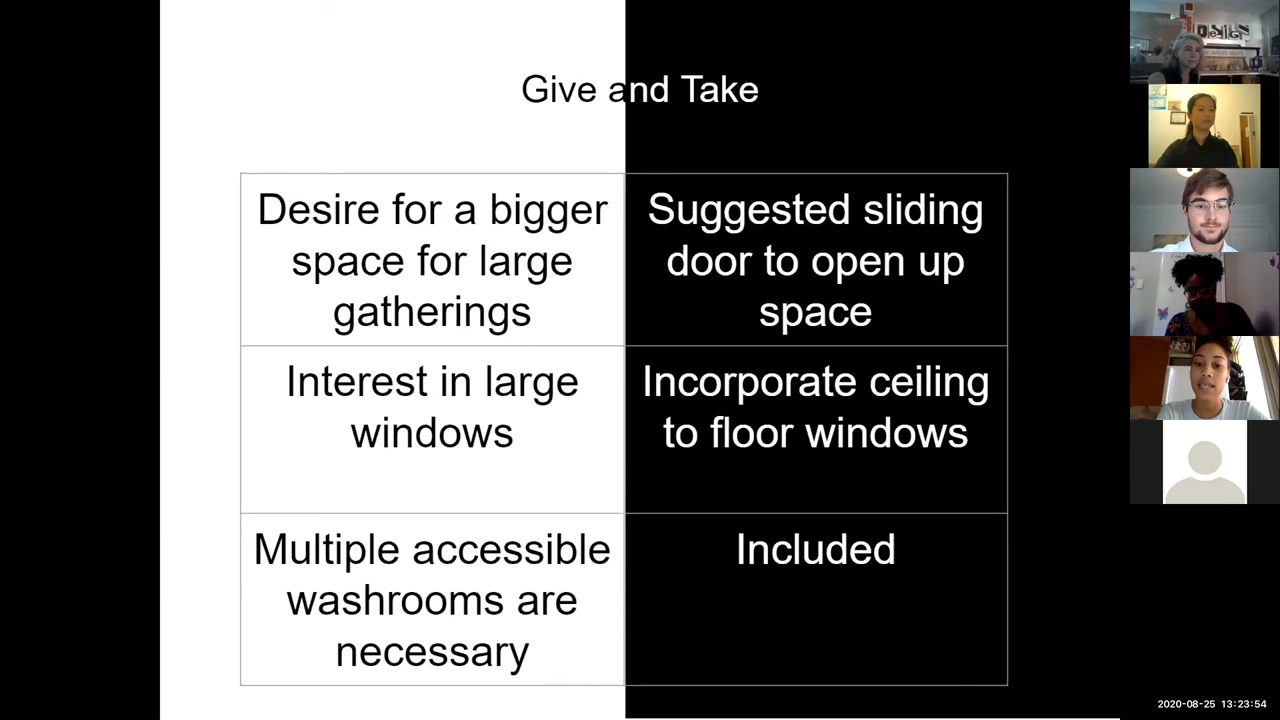 Give and Take
Desire for a bigger
space for large
gatherings
Suggested sliding
door to open up
space
Interest in large
windows
Incorporate ceiling
to floor windows
Multiple accessible
washrooms are
necessary
Included
2020-08-25 13:23:54